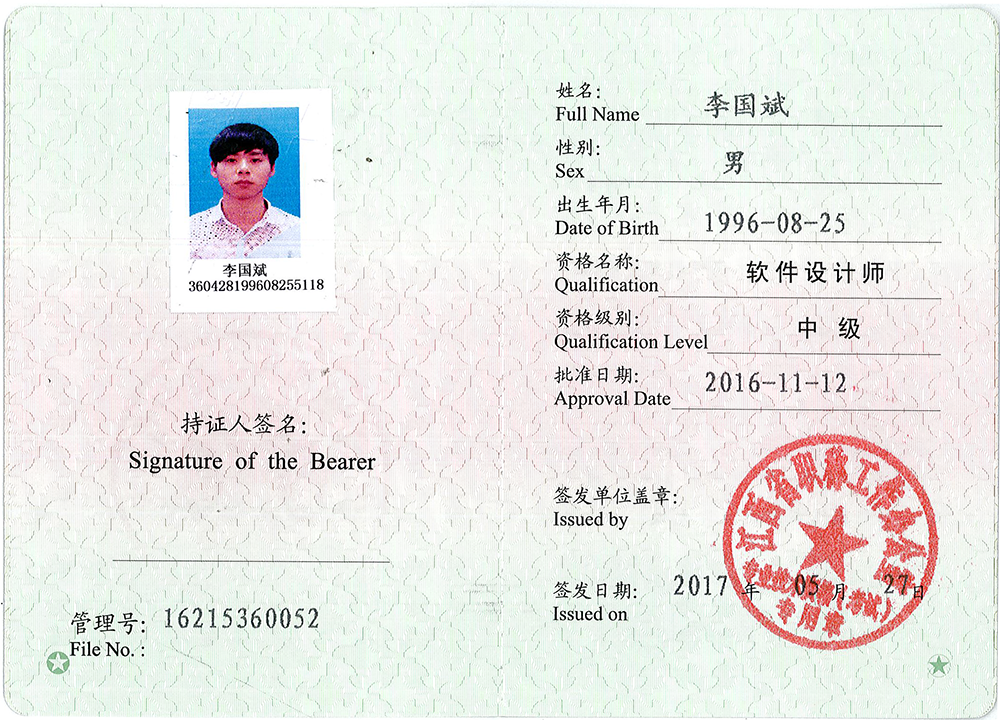 李国斌
360428199608255118
持证人签名:
Signature of the Bearer
管理号: 16215360052
File No. :
姓名: 李国斌
Full Name
性别: 男
Sex
出生年月: 1996-08-25
Date of Birth
资格名称: 软件设计师
Qualification
资格级别: 中级
Qualification Level
批准日期: 2016-11-12
Approval Date
签发单位盖章:
Issued by
江西省职称工作办公室
专用章
签发日期: 2017 年 05 月 27日
Issued on